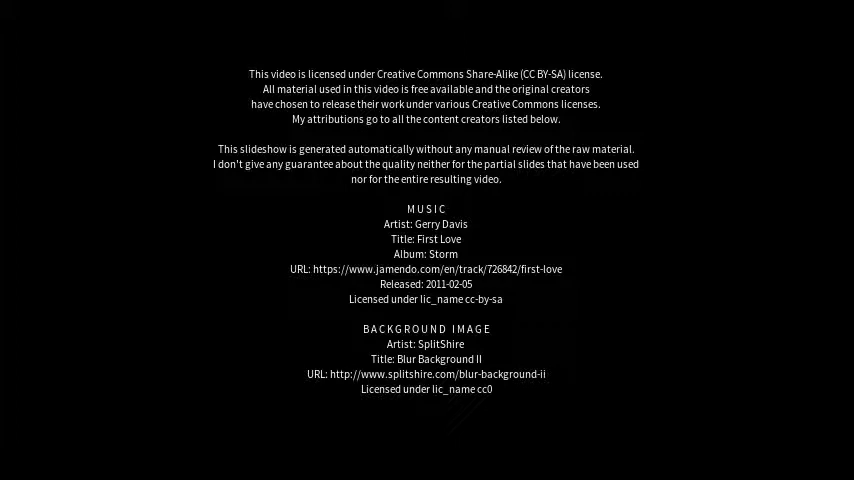 This video is licensed under Creative Commons Share-Alike (CC BY-SA) license.
All material used in this video is free available and the original creators
have chosen to release their work under various Creative Commons licenses.
My attributions go to all the content creators listed below.
This slideshow is generated automatically without any manual review of the raw material.
I don't give any guarantee about the quality neither for the partial slides that have been used
nor for the entire resulting video.
MUSIC
Artist: Gerry Davis
Title: First Love
Album: Storm
URL: https://www.jamendo.com/en/track/726842/first-love
Released: 2011-02-05
Licensed under lic_name cc-by-sa
BACKGROUND IMAGE
Artist: SplitShire
Title: Blur Background II
URL: http://www.splitshire.com/blur-background-ii
Licensed under lic_name cc0